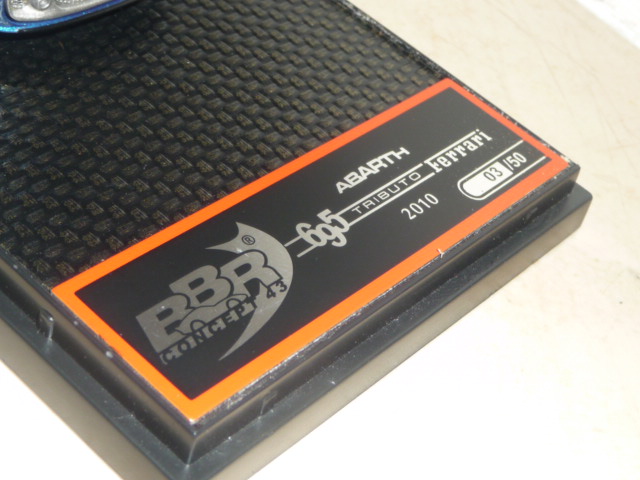 BBR®
CONCEPT 43
695
ABARTH
TRIBUTO Ferrari
2010
03/50